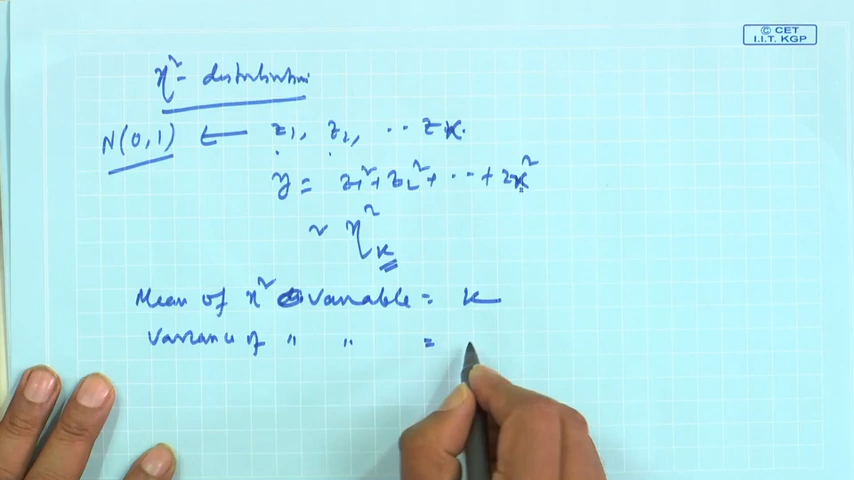 © CET
I.I.T. KGP
χ² - distribution
N(0,1) ← z1, z2, ·· zk.
y = z1² + z2² + ··· + zk²
~ χ²k
Mean of χ² variable = k
Variance of " " =